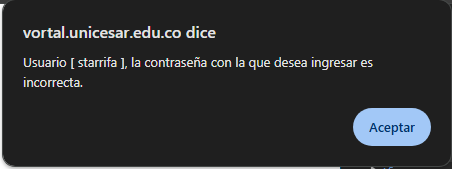 vortal.unicesar.edu.co dice
Usuario [ starrifa ], la contraseña con la que desea ingresar es
incorrecta.
Aceptar